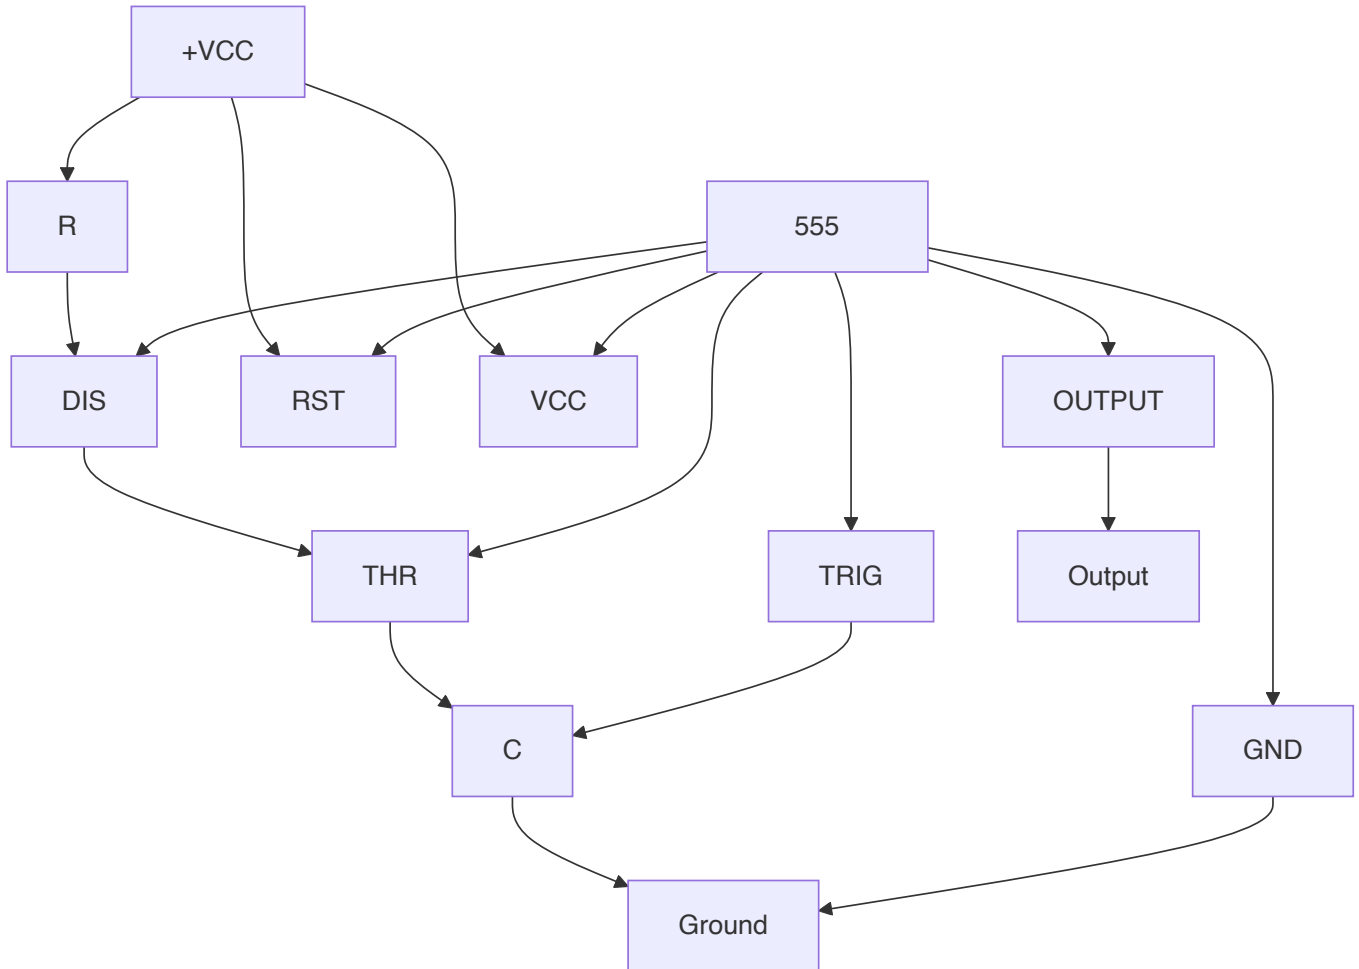 +VCC
R
555
DIS
RST
VCC
OUTPUT
THR
TRIG
Output
C
GND
Ground